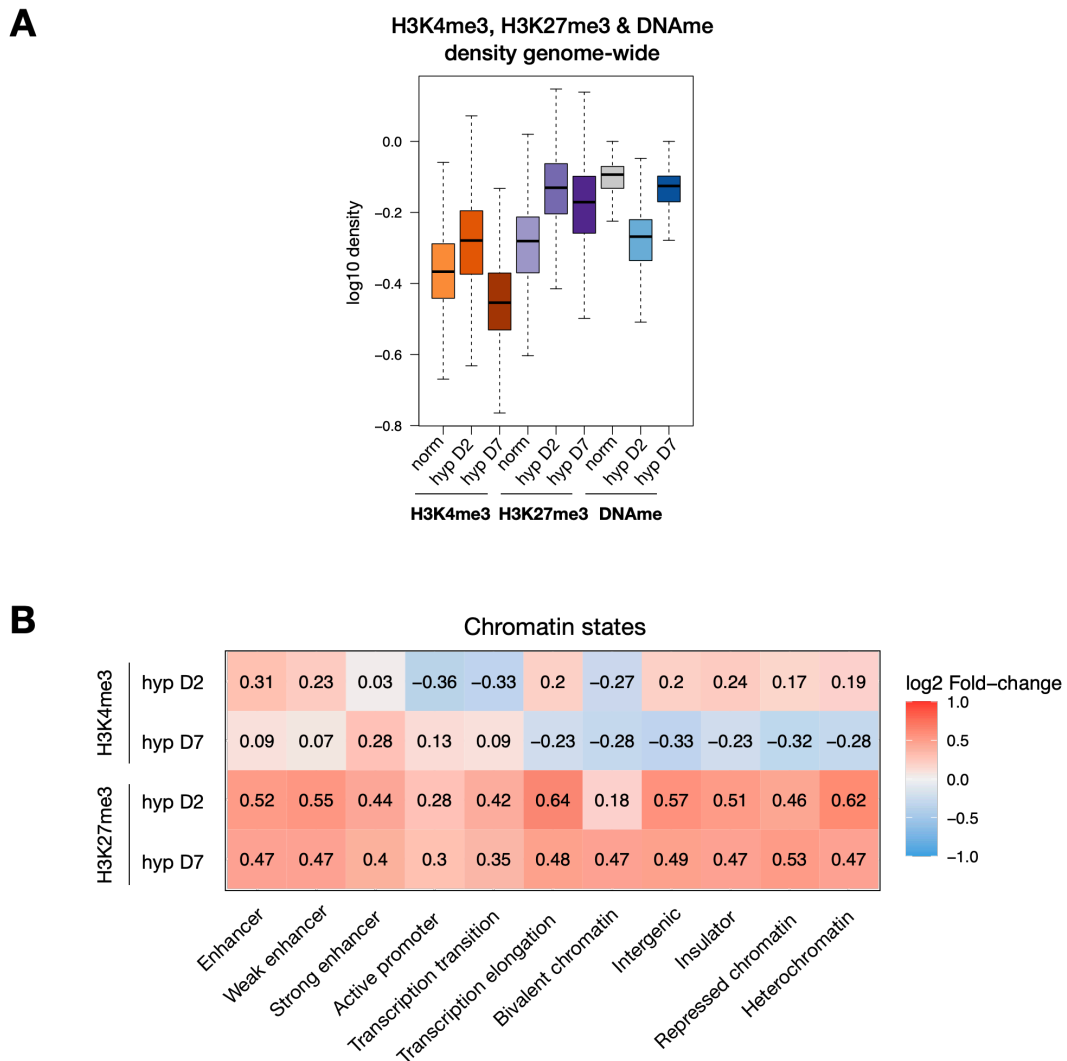 A
H3K4me3, H3K27me3 & DNAme
density genome-wide
log10 density
0.0
−0.2
−0.4
−0.6
−0.8
norm
hyp D2
hyp D7
norm
hyp D2
hyp D7
norm
hyp D2
hyp D7
H3K4me3 H3K27me3 DNAme
B
Chromatin states
H3K4me3
hyp D2 0.31 0.23 0.03 −0.36 −0.33 0.2 −0.27 0.2 0.24 0.17 0.19
hyp D7 0.09 0.07 0.28 0.13 0.09 −0.23 −0.28 −0.33 −0.23 −0.32 −0.28
H3K27me3
hyp D2 0.52 0.55 0.44 0.28 0.42 0.64 0.18 0.57 0.51 0.46 0.62
hyp D7 0.47 0.47 0.4 0.3 0.35 0.48 0.47 0.49 0.47 0.53 0.47
Enhancer
Weak enhancer
Strong enhancer
Active promoter
Transcription transition
Transcription elongation
Bivalent chromatin
Intergenic
Insulator
Repressed chromatin
Heterochromatin
log2 Fold−change
1.0
0.5
0.0
−0.5
−1.0